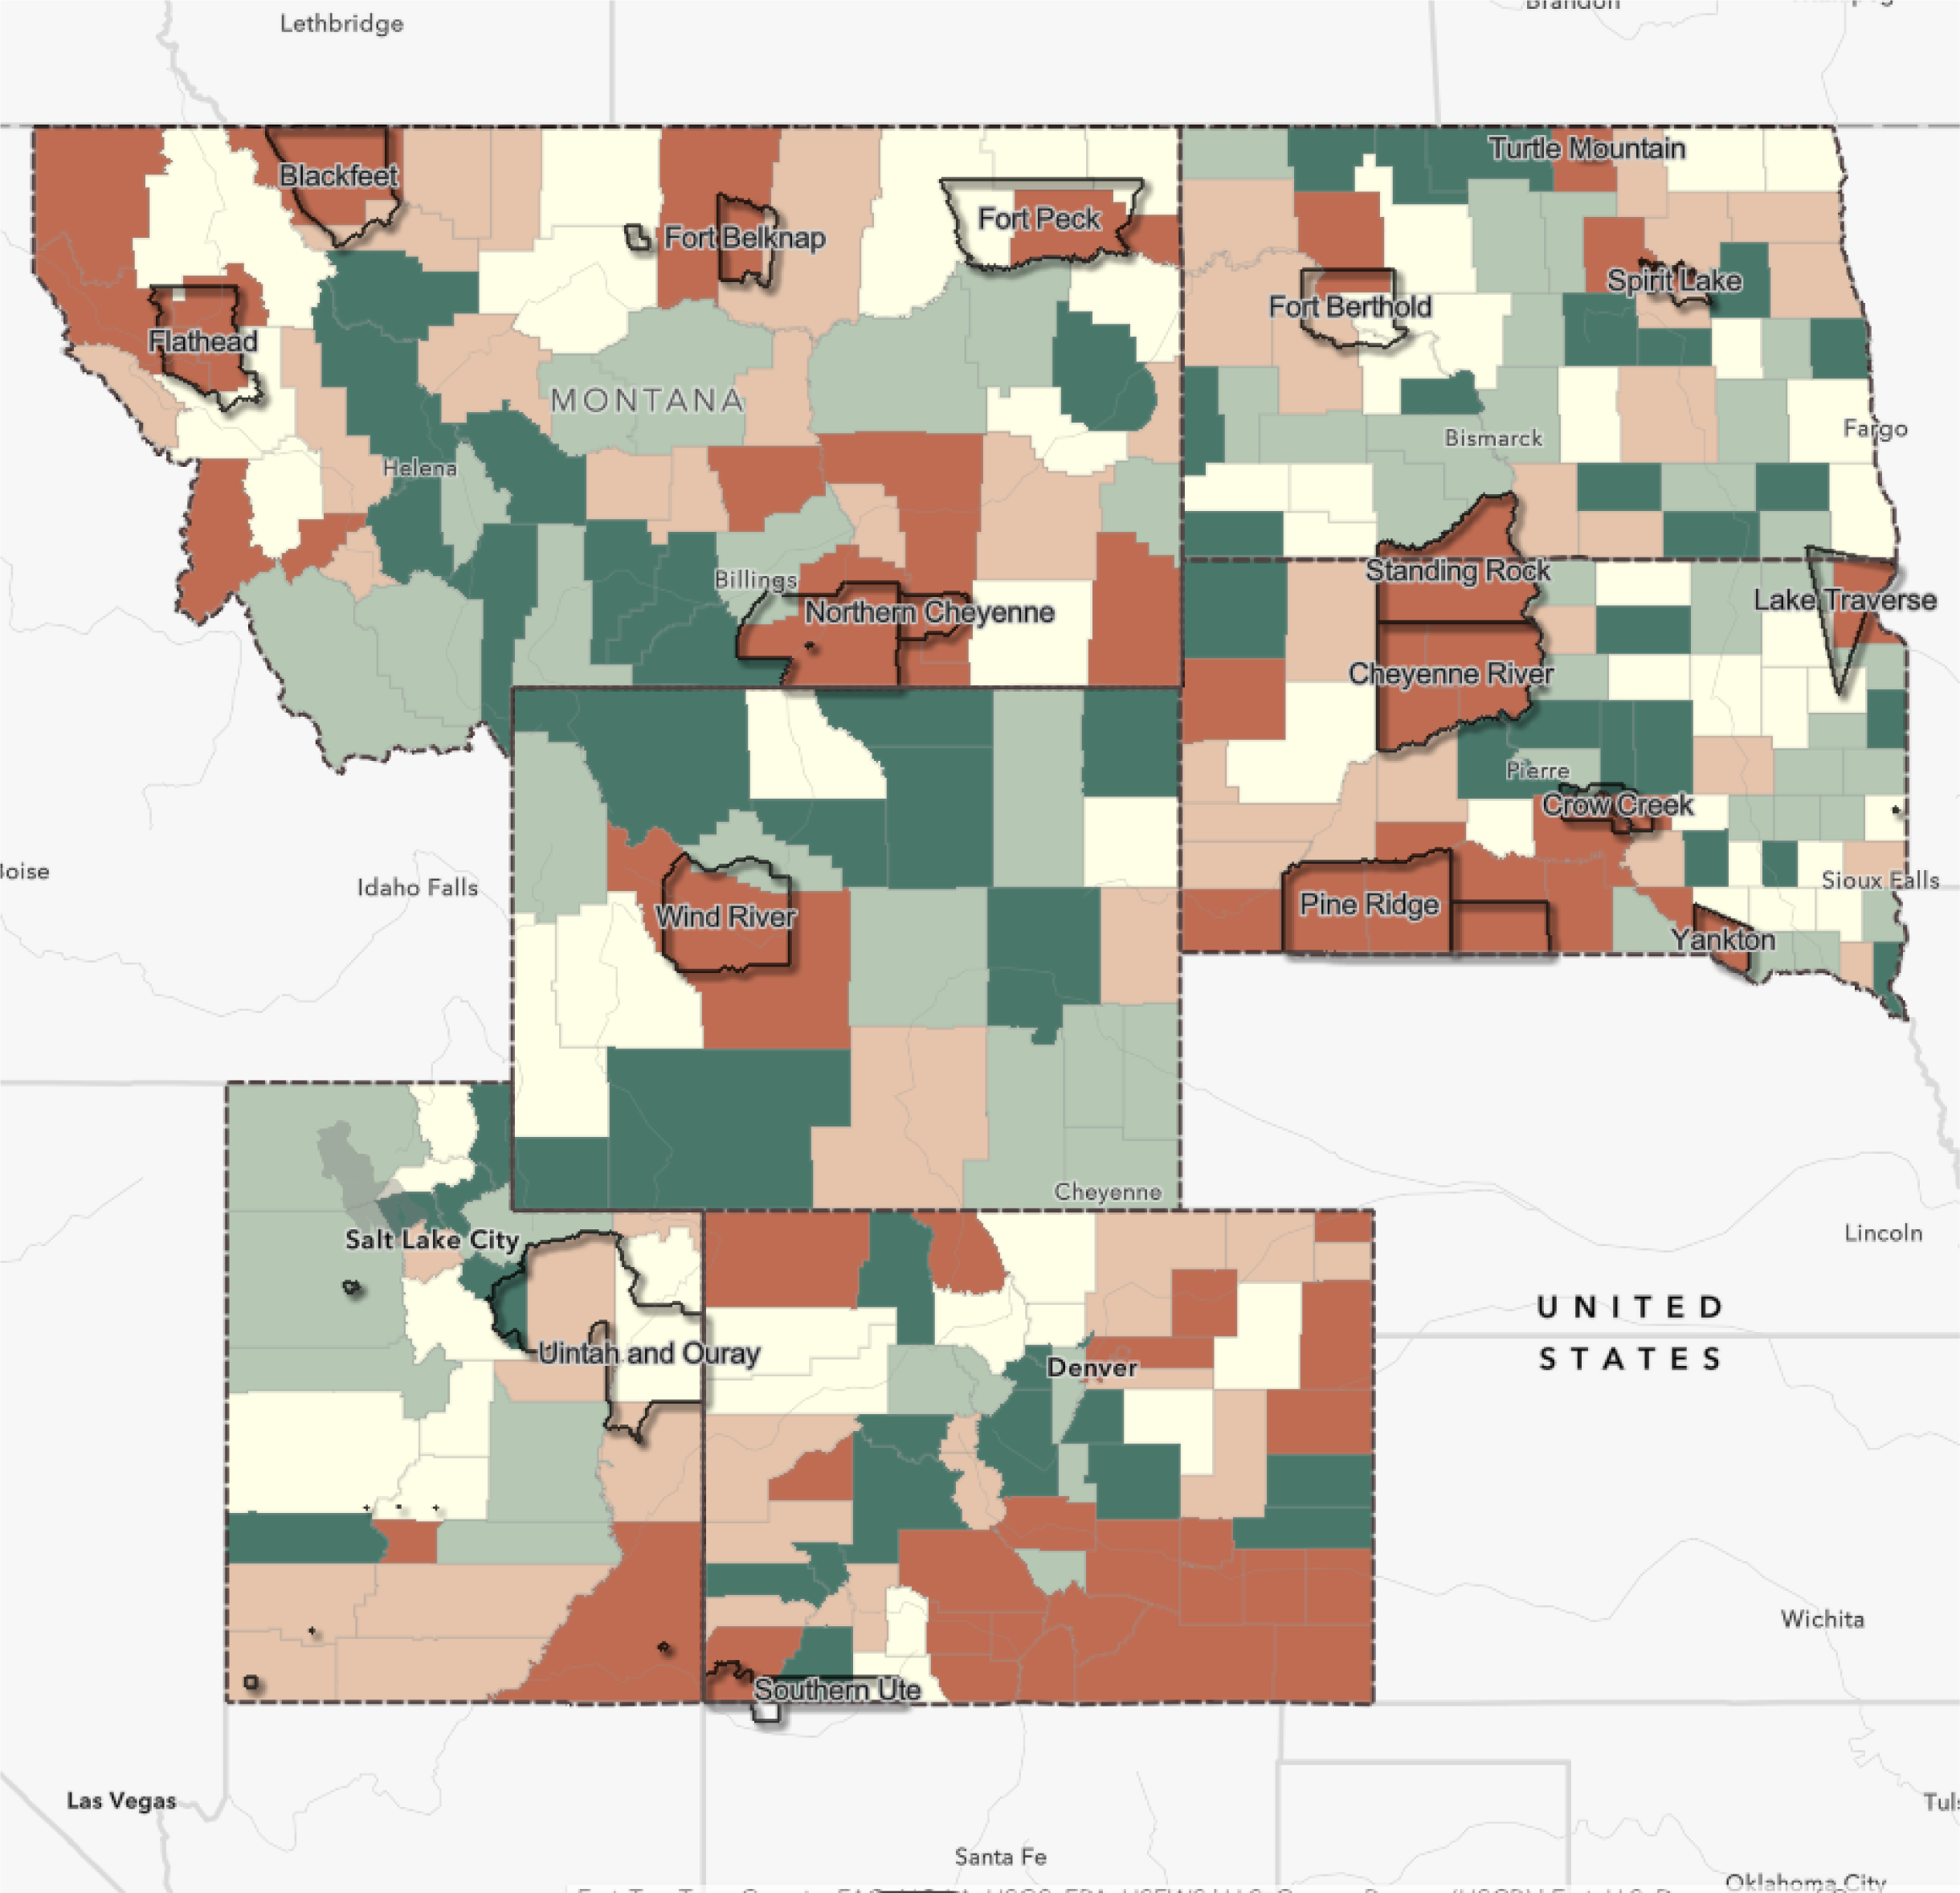 Lethbridge
Brandon
Turtle Mountain
Blackfeet
Fort Peck
Fort Belknap
Spirit Lake
Fort Berthold
Flathead
MONTANA
Fargo
Bismarck
Helena
Standing Rock
Billings
Lake Traverse
Northern Cheyenne
Cheyenne River
Pierre
Crow Creek
Sioux Falls
Idaho Falls
Pine Ridge
Wind River
Yankton
Cheyenne
Lincoln
Salt Lake City
UNITED
STATES
Uintah and Ouray
Denver
Wichita
Southern Ute
Las Vegas
Santa Fe
Oklahoma City